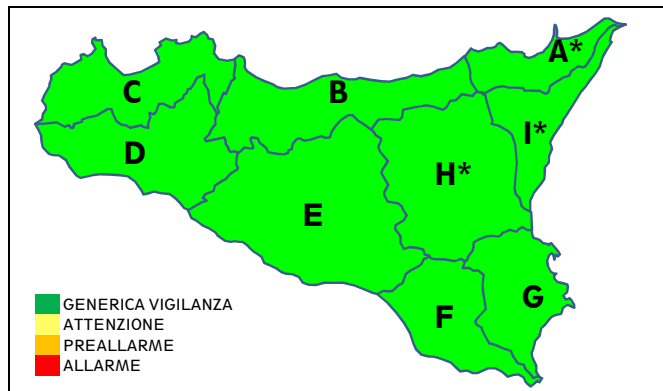 A*
C
B
I*
D
H*
E
G
F
GENERICA VIGILANZA
ATTENZIONE
PREALLARME
ALLARME